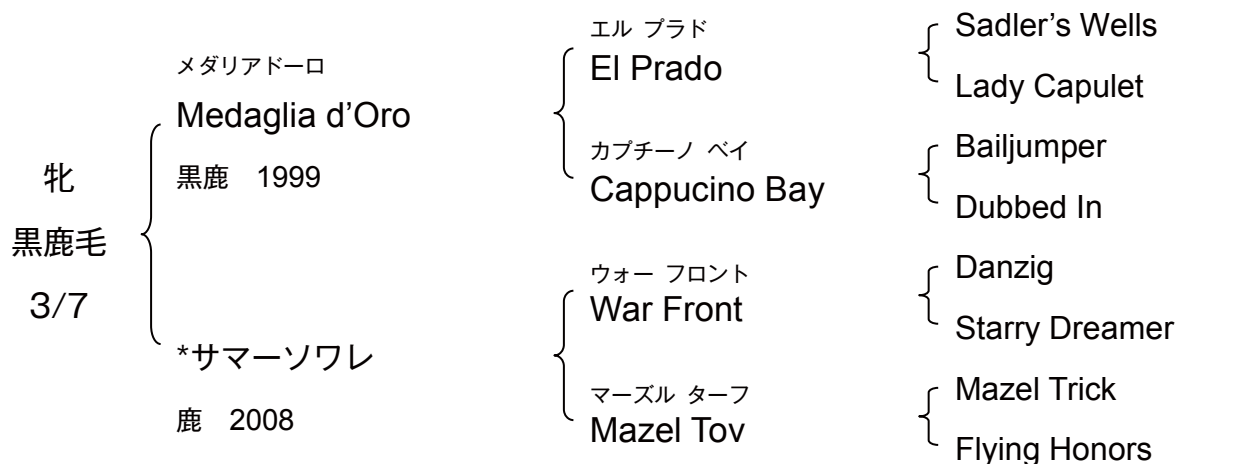 牝
黒鹿毛
3/7
メダリアドーロ
Medaglia d’Oro
黒鹿 1999
*サマーソワレ
鹿 2008
エル プラド
El Prado
カプチーノ ベイ
Cappucino Bay
ウォー フロント
War Front
マーズル ターフ
Mazel Tov
Sadler’s Wells
Lady Capulet
Bailjumper
Dubbed In
Danzig
Starry Dreamer
Mazel Trick
Flying Honors